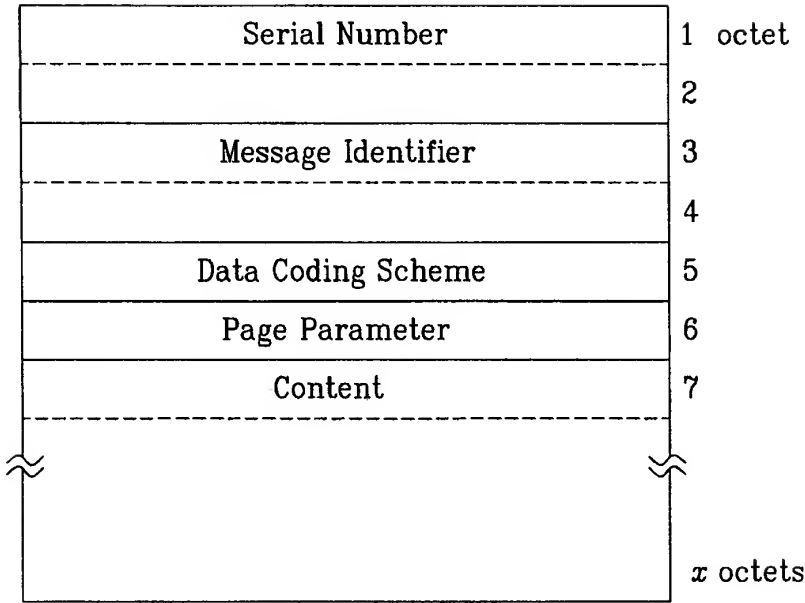 Serial Number 1 octet
2
Message Identifier 3
4
Data Coding Scheme 5
Page Parameter 6
Content 7
x octets